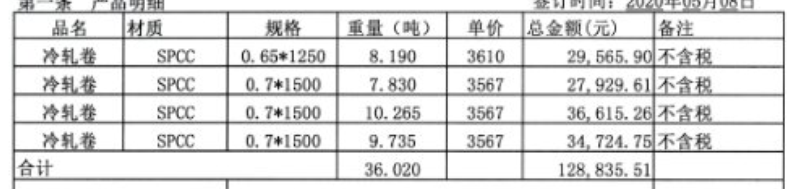 第一条 产品明细 签订时间：2020年05月08日
品名 材质 规格 重量（吨） 单价 总金额(元) 备注
冷轧卷 SPCC 0.65*1250 8.190 3610 29,565.90 不含税
冷轧卷 SPCC 0.7*1500 7.830 3567 27,929.61 不含税
冷轧卷 SPCC 0.7*1500 10.265 3567 36,615.26 不含税
冷轧卷 SPCC 0.7*1500 9.735 3567 34,724.75 不含税
合计 36.020 128,835.51